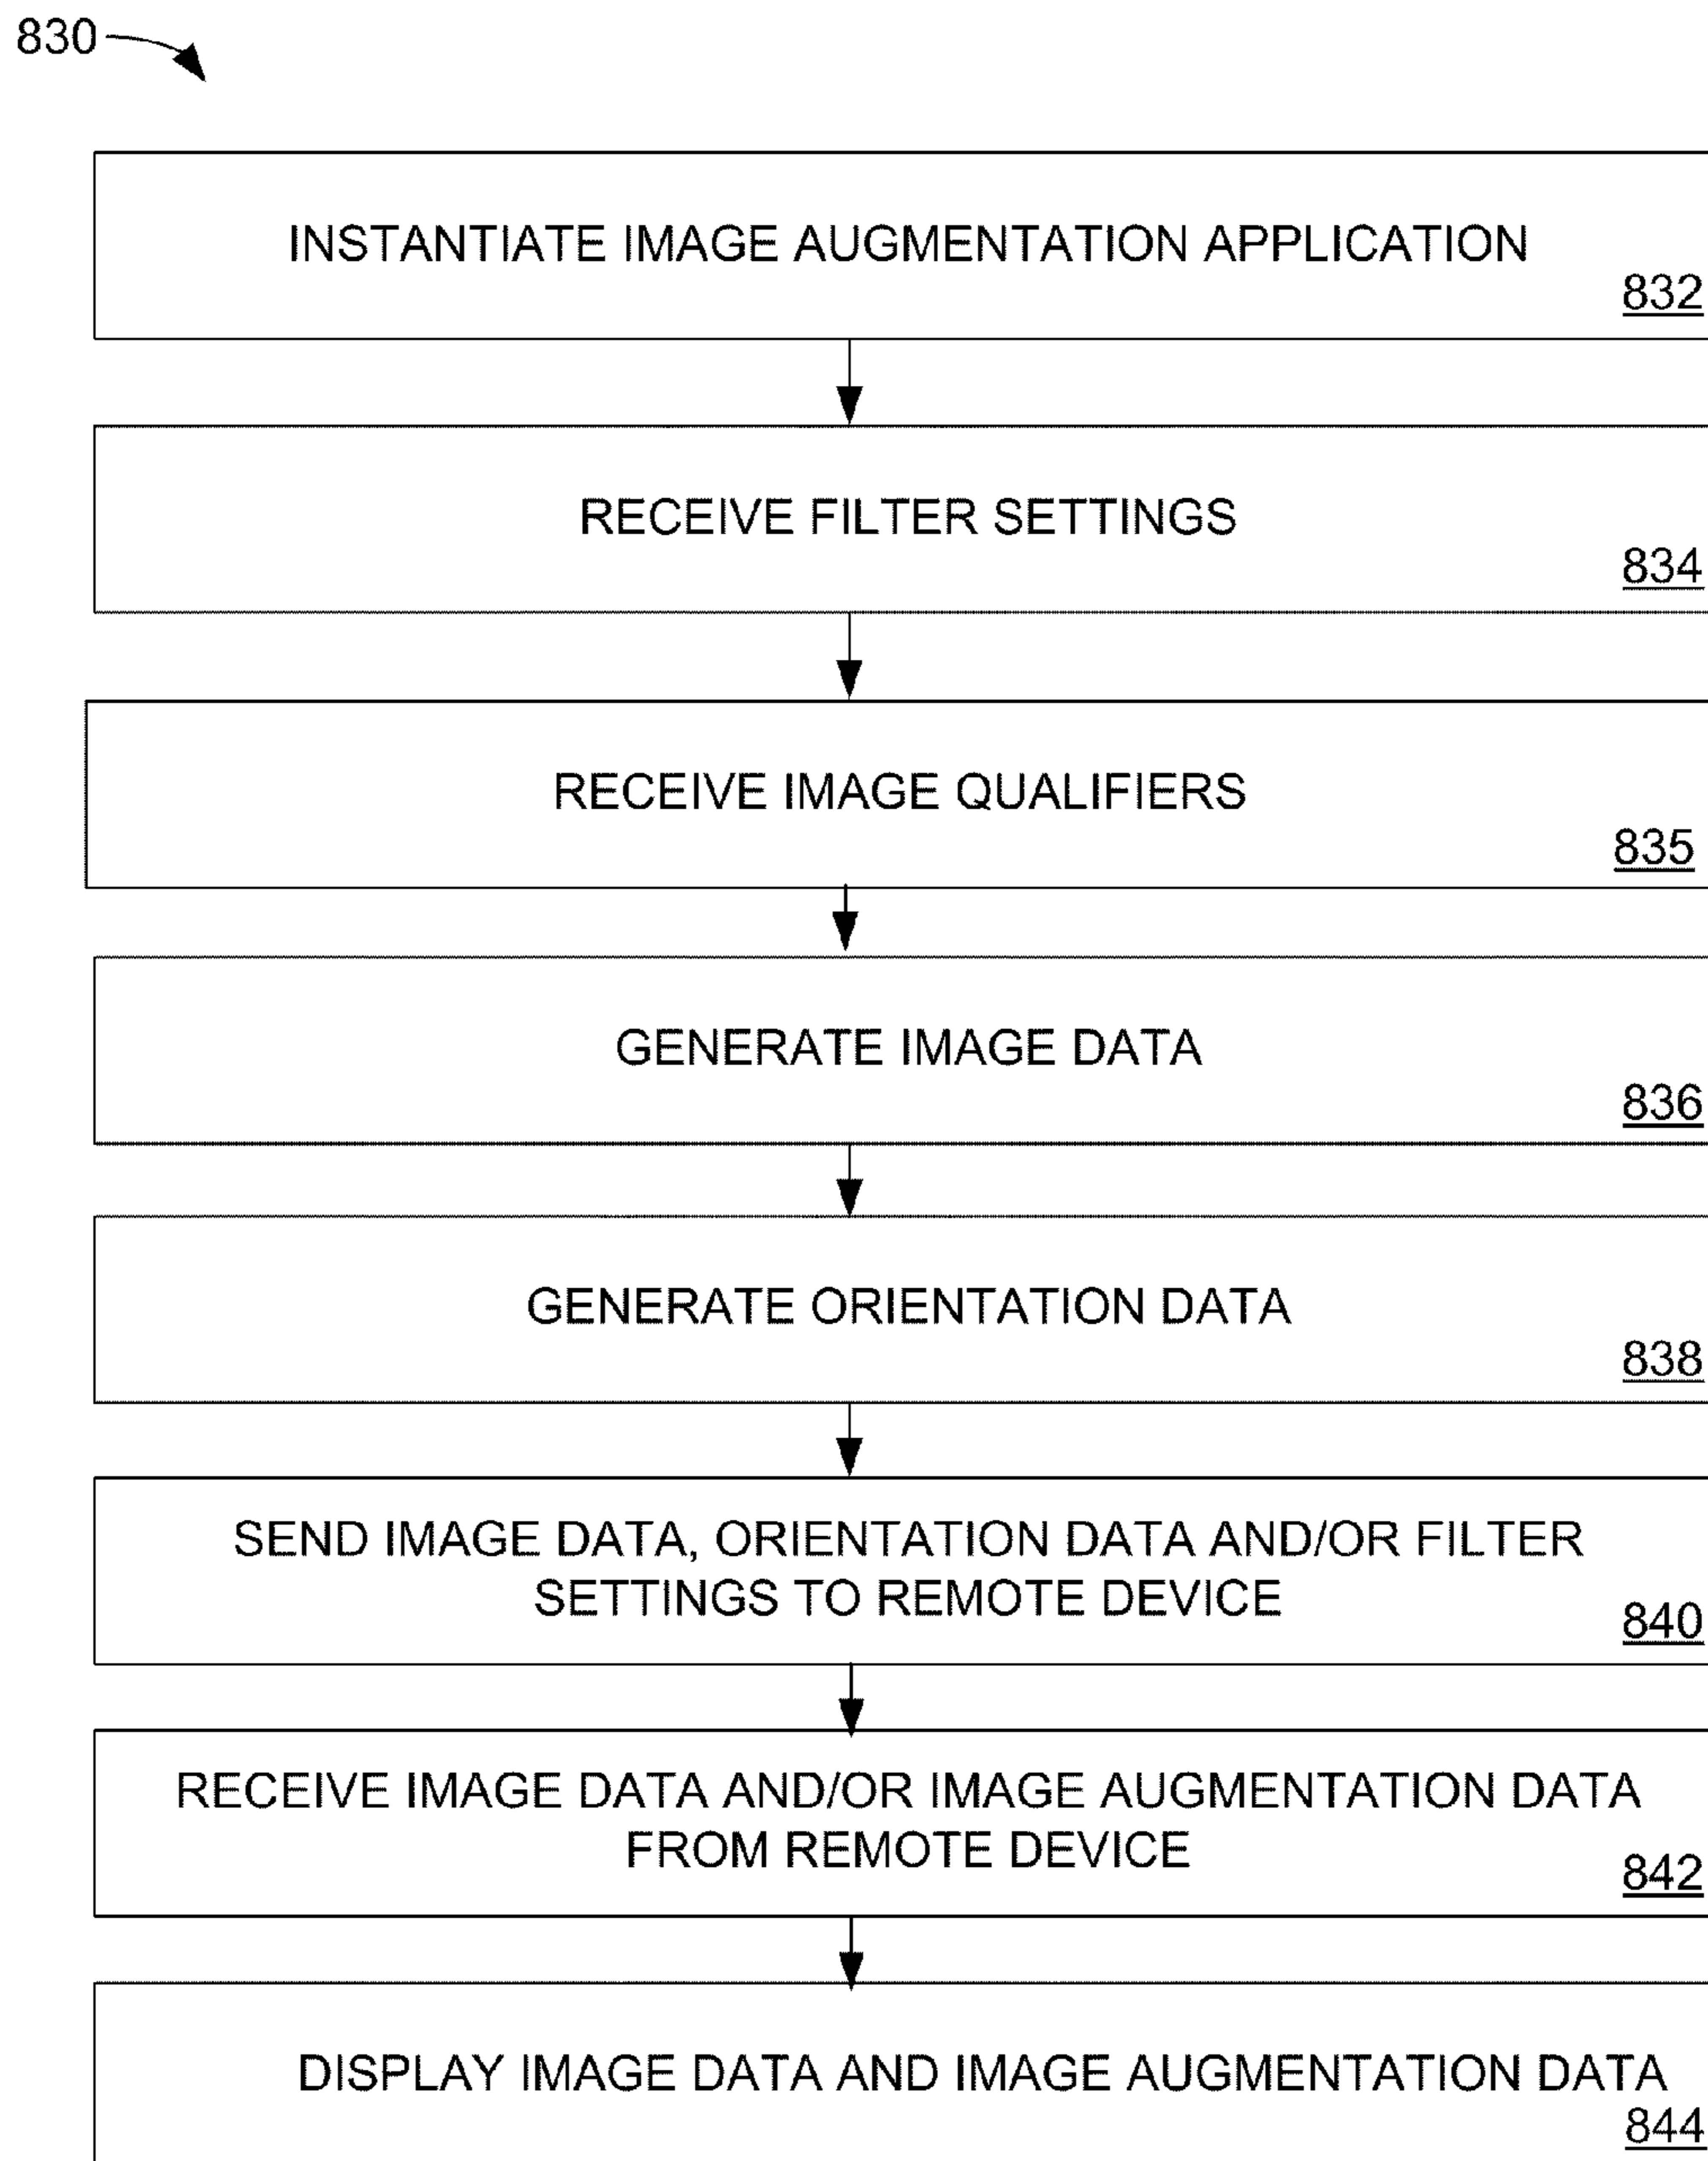 830
INSTANTIATE IMAGE AUGMENTATION APPLICATION
832
RECEIVE FILTER SETTINGS
834
RECEIVE IMAGE QUALIFIERS
835
GENERATE IMAGE DATA
836
GENERATE ORIENTATION DATA
838
SEND IMAGE DATA, ORIENTATION DATA AND/OR FILTER
SETTINGS TO REMOTE DEVICE
840
RECEIVE IMAGE DATA AND/OR IMAGE AUGMENTATION DATA
FROM REMOTE DEVICE
842
DISPLAY IMAGE DATA AND IMAGE AUGMENTATION DATA
844